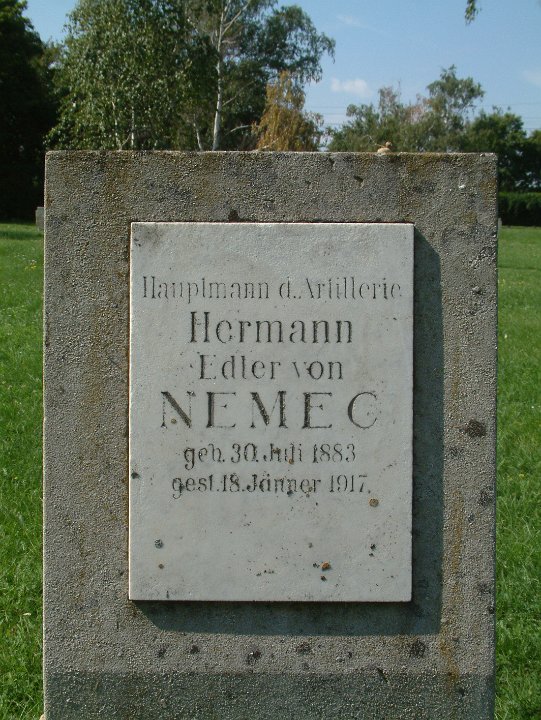 Hauptmann d. Artillerie
Hermann
Edler von
NEMEC
geb. 30. Juli 1883
gest. 18. Jänner 1917.